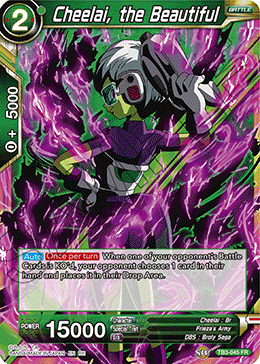 2
Cheelai, the Beautiful
BATTLE
0 + 5000
Auto Once per turn When one of your opponent's Battle
Cards is KO'd, your opponent chooses 1 card in their
hand and places it in their Drop Area.
POWER 15000
Character Cheelai : Br
Special Trait Frieza's Army
Era DBS : Broly Saga
TB3-045 FR